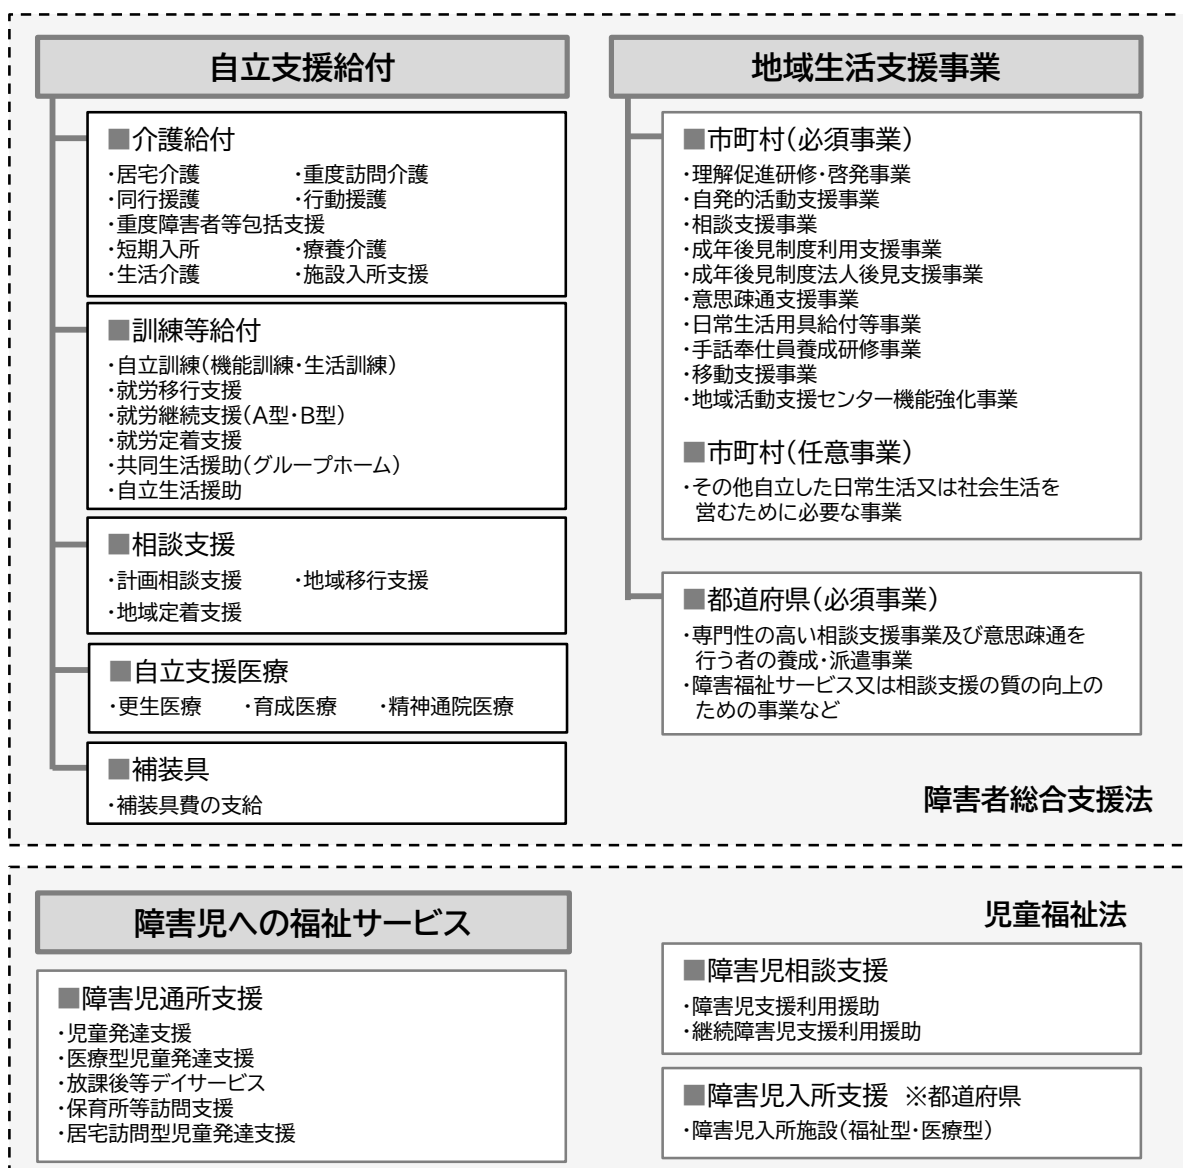 自立支援給付
■介護給付
・居宅介護 ・重度訪問介護
・同行援護 ・行動援護
・重度障害者等包括支援
・短期入所 ・療養介護
・生活介護 ・施設入所支援
■訓練等給付
・自立訓練(機能訓練・生活訓練)
・就労移行支援
・就労継続支援(A型・B型)
・就労定着支援
・共同生活援助(グループホーム)
・自立生活援助
■相談支援
・計画相談支援 ・地域移行支援
・地域定着支援
■自立支援医療
・更生医療 ・育成医療 ・精神通院医療
■補装具
・補装具費の支給
地域生活支援事業
■市町村(必須事業)
・理解促進研修・啓発事業
・自発的活動支援事業
・相談支援事業
・成年後見制度利用支援事業
・成年後見制度法人後見支援事業
・意思疎通支援事業
・日常生活用具給付等事業
・手話奉仕員養成研修事業
・移動支援事業
・地域活動支援センター機能強化事業
■市町村(任意事業)
・その他自立した日常生活又は社会生活を
営むために必要な事業
■都道府県(必須事業)
・専門性の高い相談支援事業及び意思疎通を
行う者の養成・派遣事業
・障害福祉サービス又は相談支援の質の向上の
ための事業など
障害者総合支援法
障害児への福祉サービス
児童福祉法
■障害児通所支援
・児童発達支援
・医療型児童発達支援
・放課後等デイサービス
・保育所等訪問支援
・居宅訪問型児童発達支援
■障害児相談支援
・障害児支援利用援助
・継続障害児支援利用援助
■障害児入所支援 ※都道府県
・障害児入所施設(福祉型・医療型)